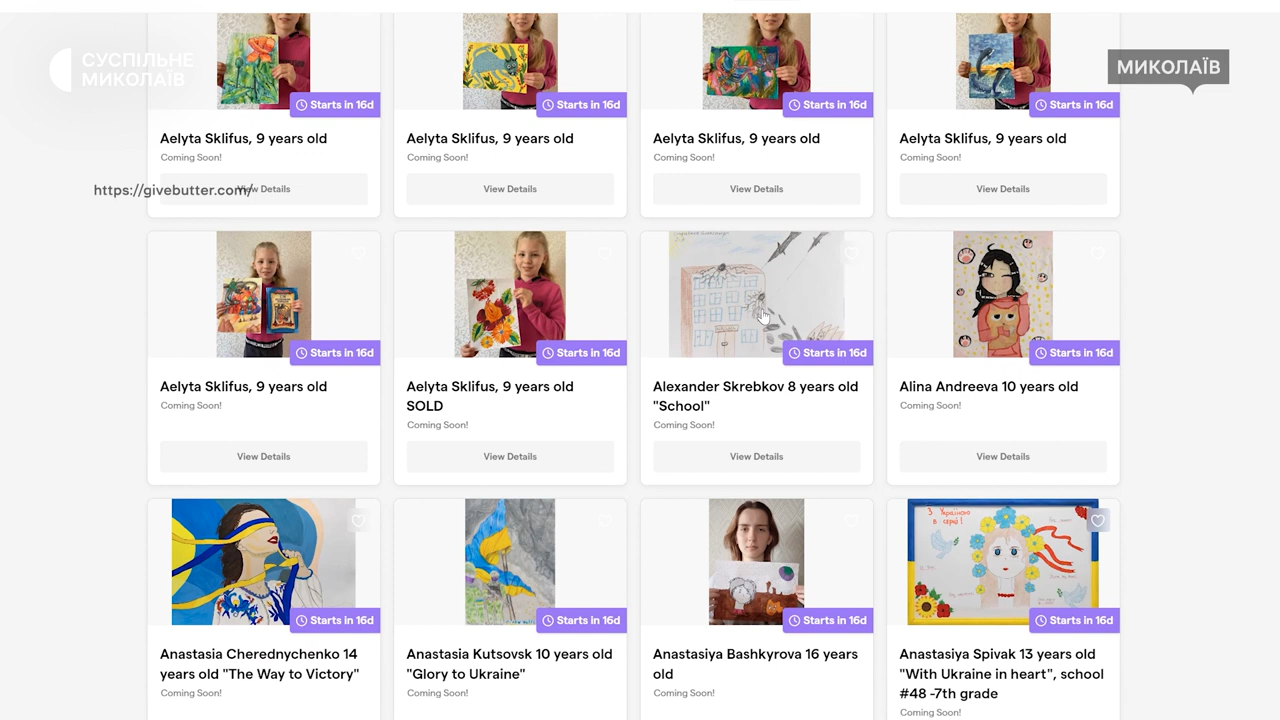 СУСПІЛЬНЕ
МИКОЛАЇВ
МИКОЛАЇВ
Starts in 16d
Starts in 16d
Starts in 16d
Starts in 16d
Aelyta Sklifus, 9 years old
Coming Soon!
View Details
Aelyta Sklifus, 9 years old
Coming Soon!
View Details
Aelyta Sklifus, 9 years old
Coming Soon!
View Details
Aelyta Sklifus, 9 years old
Coming Soon!
View Details
https://givebutter.com/
Starts in 16d
Aelyta Sklifus, 9 years old
Coming Soon!
View Details
Starts in 16d
Aelyta Sklifus, 9 years old
SOLD
Coming Soon!
View Details
Starts in 16d
Alexander Skrebkov 8 years old
"School"
Coming Soon!
View Details
Starts in 16d
Alina Andreeva 10 years old
Coming Soon!
View Details
Starts in 16d
Anastasia Cherednychenko 14
years old "The Way to Victory"
Coming Soon!
Starts in 16d
Anastasia Kutsovsk 10 years old
"Glory to Ukraine"
Coming Soon!
Starts in 16d
Anastasiya Bashkyrova 16 years
old
Coming Soon!
З Україною
в серці!
Starts in 16d
Anastasiya Spivak 13 years old
"With Ukraine in heart", school
#48 -7th grade
Coming Soon!